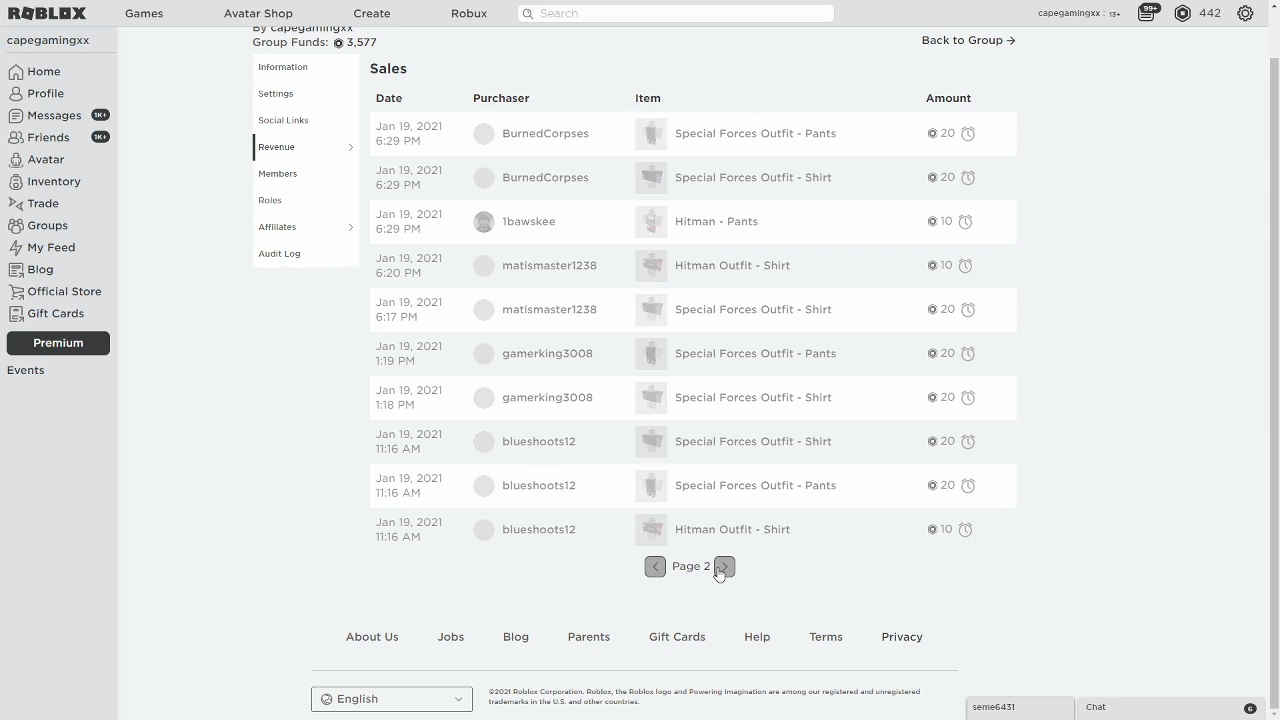 ROBLOX Games Avatar Shop Create Robux Search capegamingxx : 13+ 99+ 442
capegamingxx
Home
Profile
Messages 1K+
Friends 1K+
Avatar
Inventory
Trade
Groups
My Feed
Blog
Official Store
Gift Cards
Premium
Events
By capegamingxx
Group Funds: 3,577
Back to Group
Information
Settings
Social Links
Revenue
Members
Roles
Affiliates
Audit Log
Sales
Date Purchaser Item Amount
Jan 19, 2021
6:29 PM
BurnedCorpses Special Forces Outfit - Pants 20
Jan 19, 2021
6:29 PM
BurnedCorpses Special Forces Outfit - Shirt 20
Jan 19, 2021
6:29 PM
1bawskee Hitman - Pants 10
Jan 19, 2021
6:20 PM
matismaster1238 Hitman Outfit - Shirt 10
Jan 19, 2021
6:17 PM
matismaster1238 Special Forces Outfit - Shirt 20
Jan 19, 2021
1:19 PM
gamerking3008 Special Forces Outfit - Pants 20
Jan 19, 2021
1:18 PM
gamerking3008 Special Forces Outfit - Shirt 20
Jan 19, 2021
11:16 AM
blueshoots12 Special Forces Outfit - Shirt 20
Jan 19, 2021
11:16 AM
blueshoots12 Special Forces Outfit - Pants 20
Jan 19, 2021
11:16 AM
blueshoots12 Hitman Outfit - Shirt 10
Page 2
About Us Jobs Blog Parents Gift Cards Help Terms Privacy
English
©2021 Roblox Corporation. Roblox, the Roblox logo and Powering Imagination are among our registered and unregistered
trademarks in the U.S. and other countries.
seme6431
Chat 6